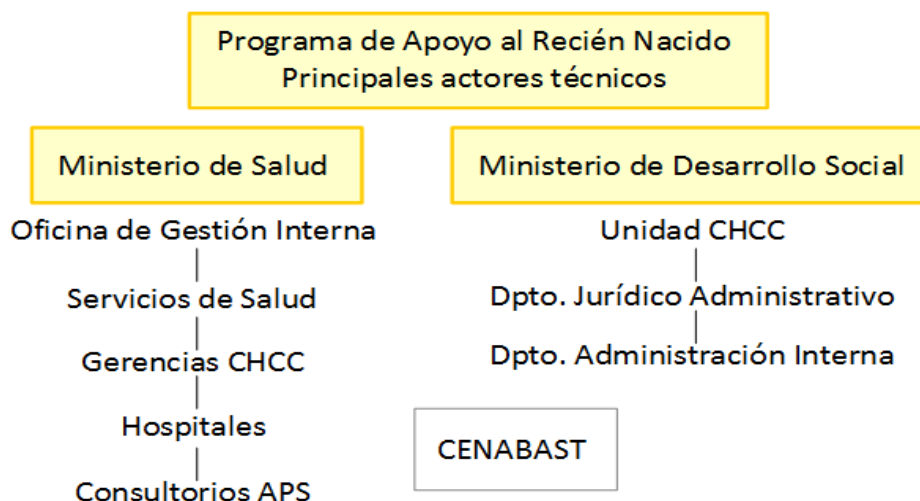 Programa de Apoyo al Recién Nacido
Principales actores técnicos
Ministerio de Salud
Oficina de Gestión Interna
Servicios de Salud
Gerencias CHCC
Hospitales
Consultorios APS
Ministerio de Desarrollo Social
Unidad CHCC
Dpto. Jurídico Administrativo
Dpto. Administración Interna
CENABAST